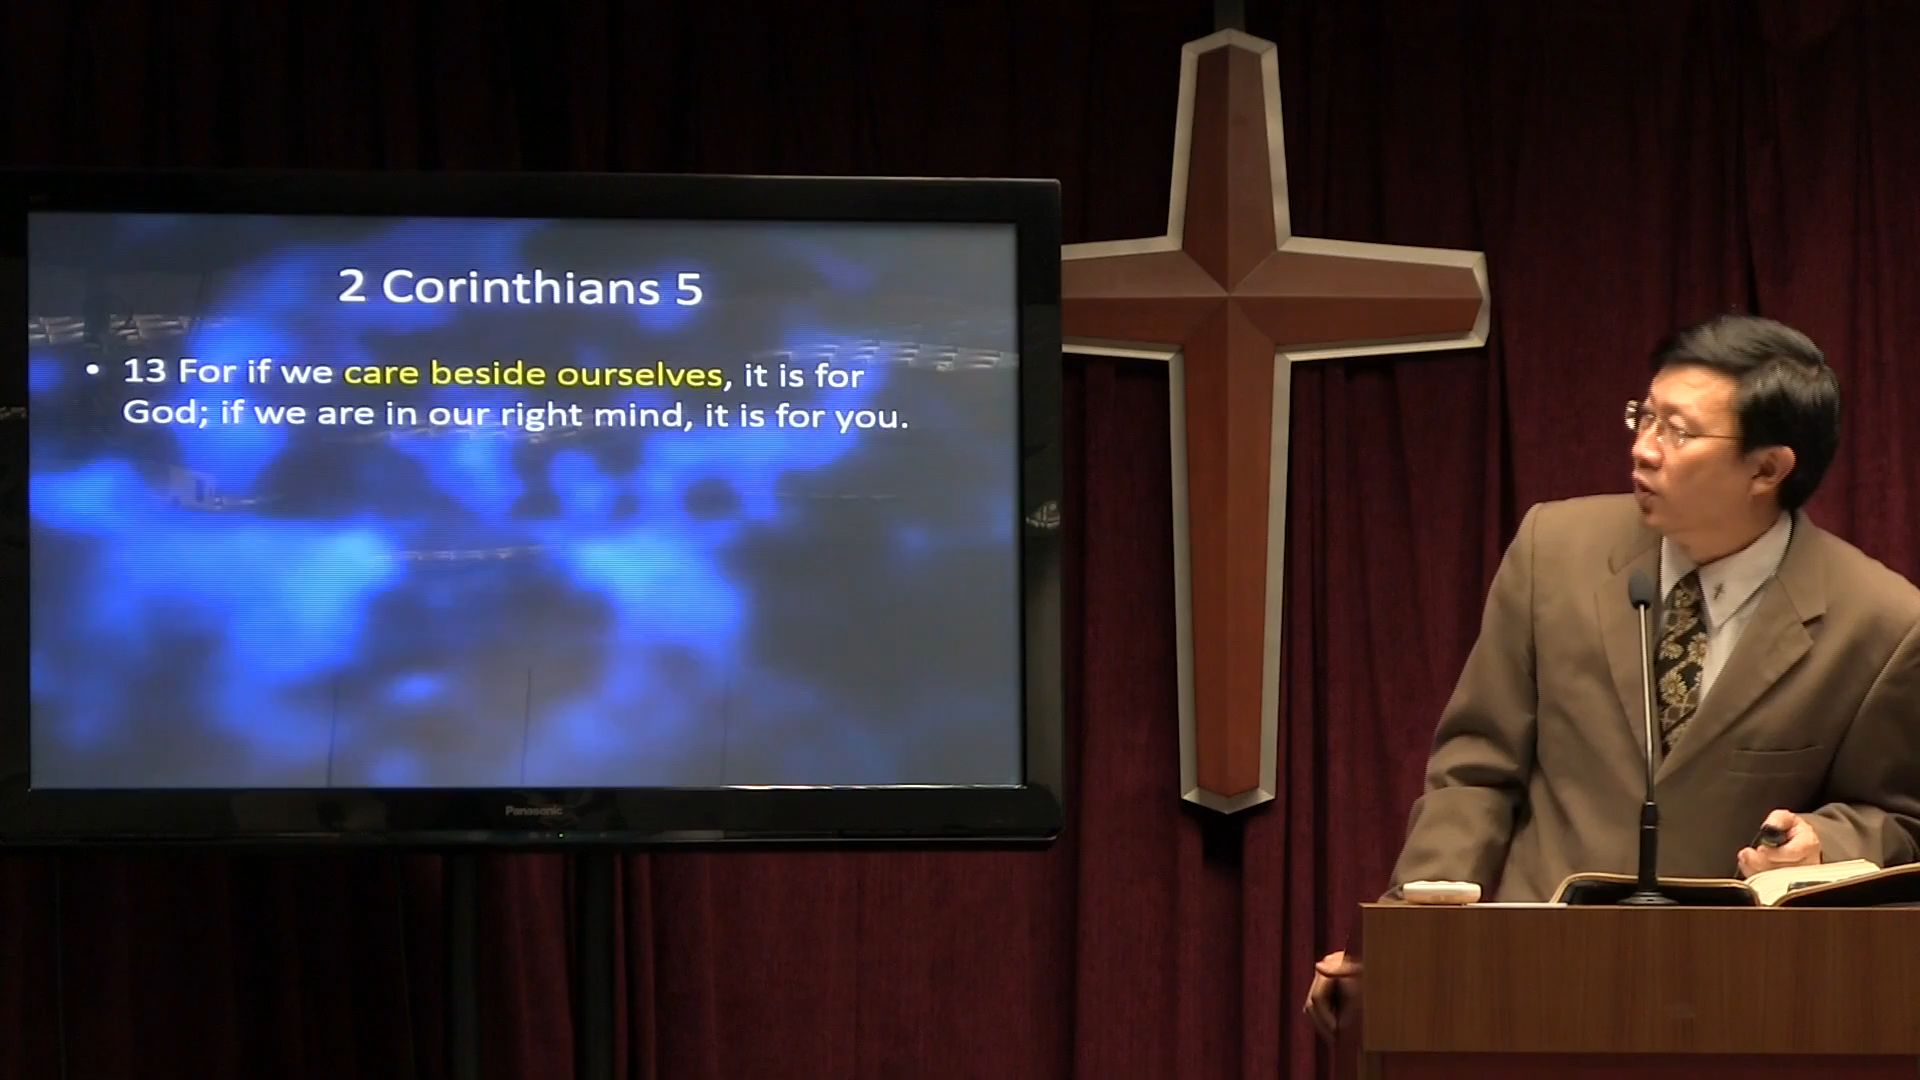 2 Corinthians 5
• 13 For if we care beside ourselves, it is for
God; if we are in our right mind, it is for you.
Panasonic